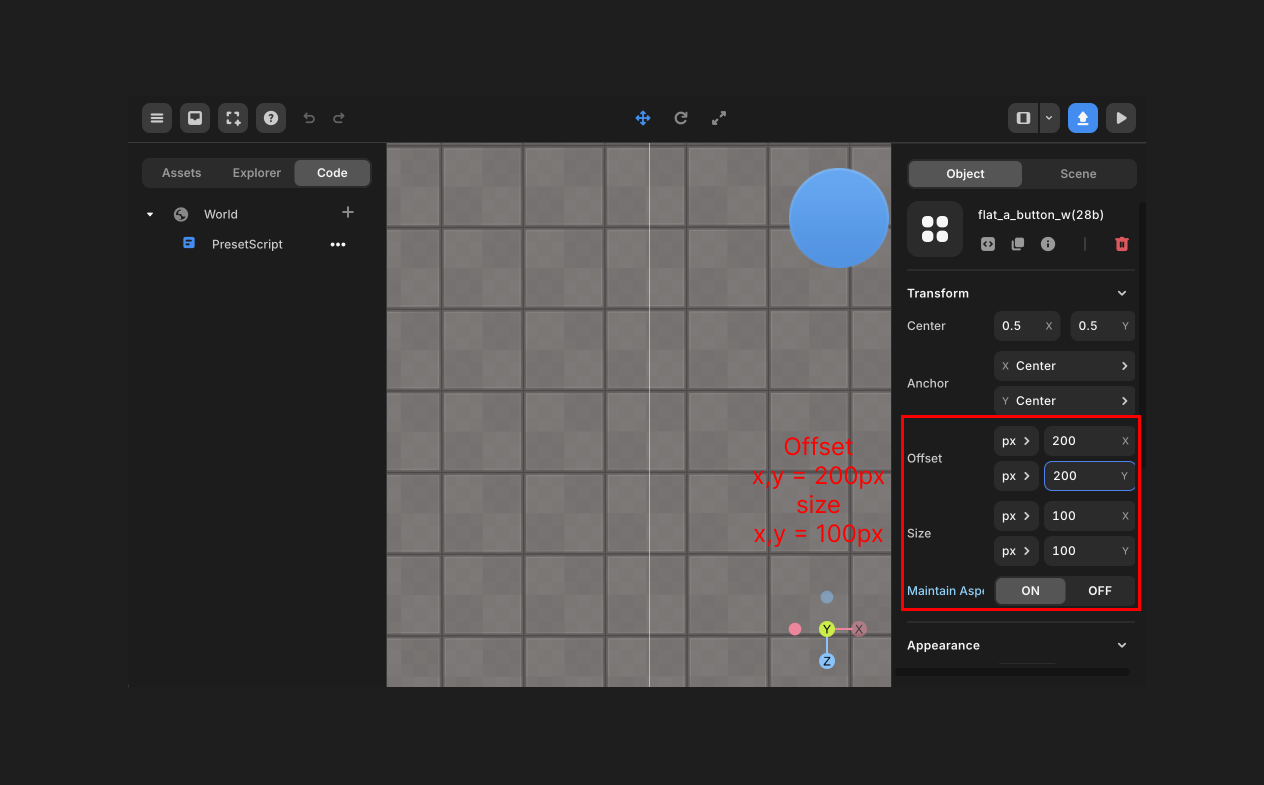 Assets Explorer Code
World
PresetScript
Offset
x,y = 200px
size
x,y = 100px
Y X
Z
Object Scene
flat_a_button_w(28b)
Transform
Center 0.5 X 0.5 Y
Anchor
X Center
Y Center
Offset
px 200 X
px 200 Y
Size
px 100 X
px 100 Y
Maintain Aspe ON OFF
Appearance